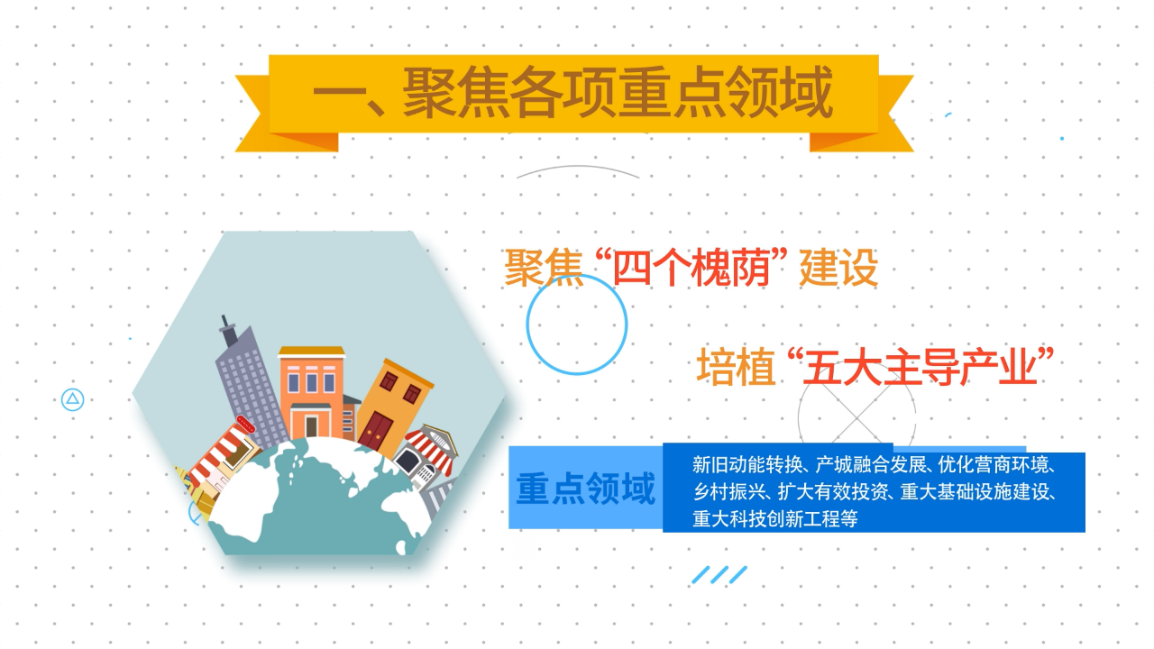 一、聚焦各项重点领域
聚焦“四个槐荫”建设
培植“五大主导产业”
重点领域
新旧动能转换、产城融合发展、优化营商环境、
乡村振兴、扩大有效投资、重大基础设施建设、
重大科技创新工程等